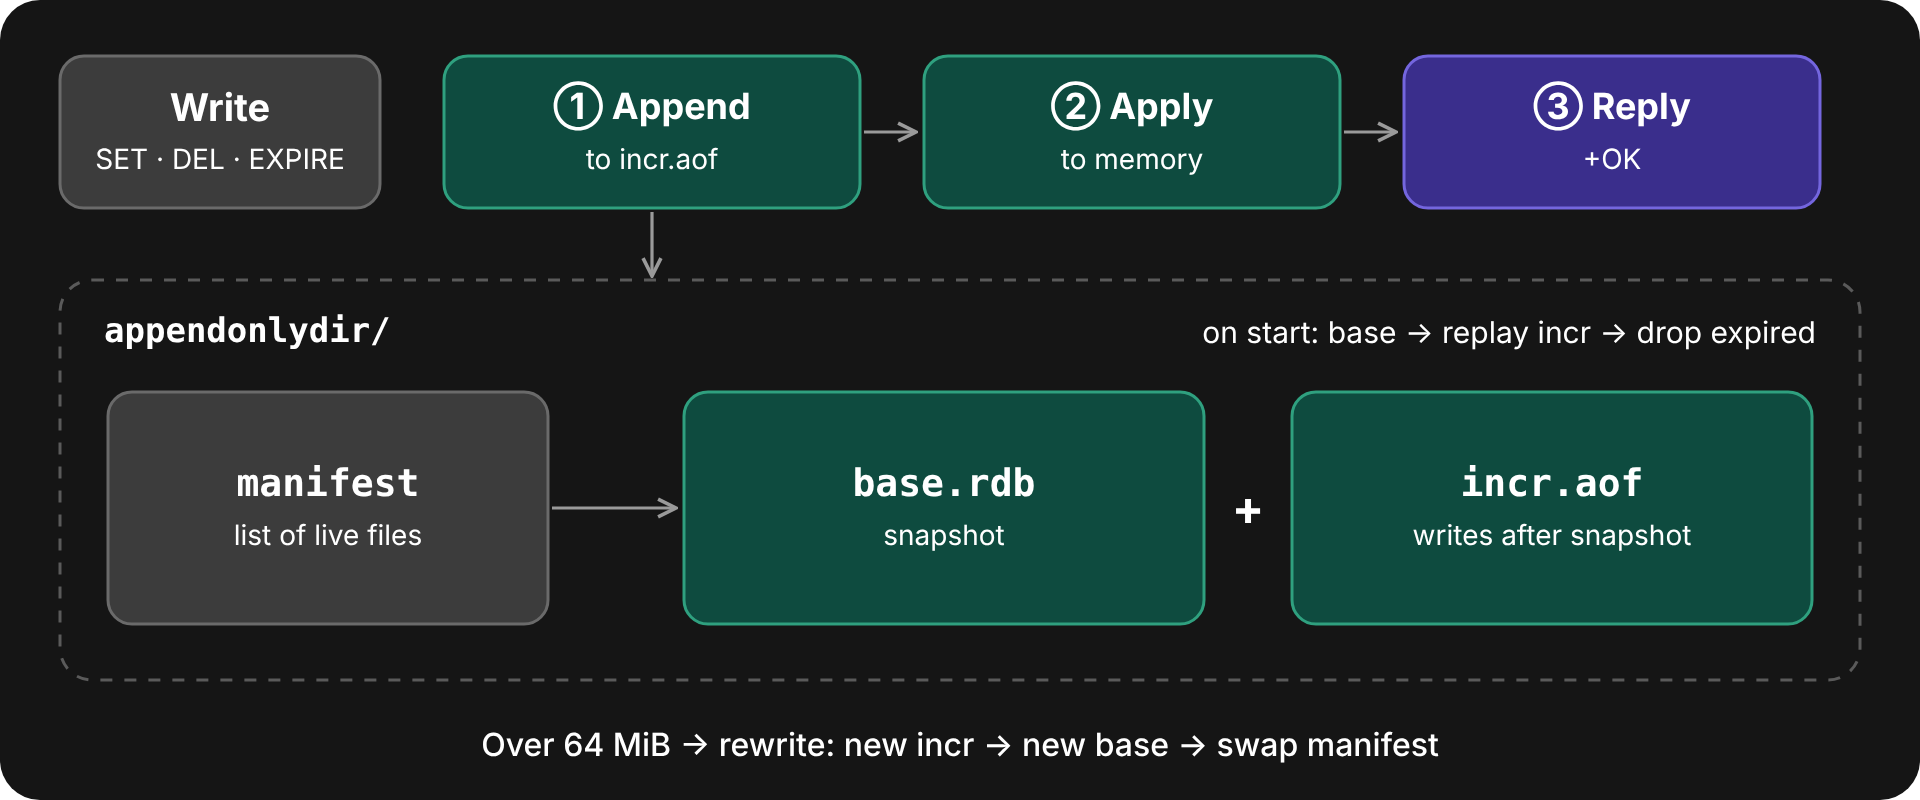 Write
SET · DEL · EXPIRE
① Append
to incr.aof
② Apply
to memory
③ Reply
+OK
appendonlydir/
on start: base → replay incr → drop expired
manifest
list of live files
base.rdb
snapshot
+
incr.aof
writes after snapshot
Over 64 MiB → rewrite: new incr → new base → swap manifest